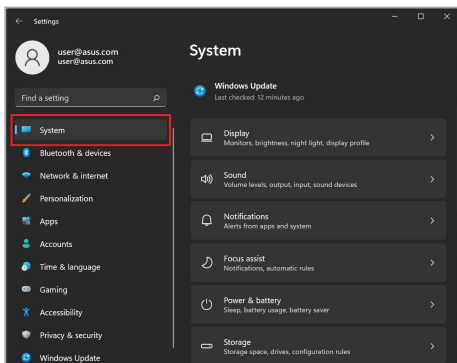 Settings
user@asus.com
user@asus.com
Find a setting
System
Bluetooth & devices
Network & internet
Personalization
Apps
Accounts
Time & language
Gaming
Accessibility
Privacy & security
Windows Update
System
Windows Update
Last checked: 12 minutes ago
Display
Monitors, brightness, night light, display profile
Sound
Volume levels, output, input, sound devices
Notifications
Alerts from apps and system
Focus assist
Notifications, automatic rules
Power & battery
Sleep, battery usage, battery saver
Storage
Storage space, drives, configuration rules